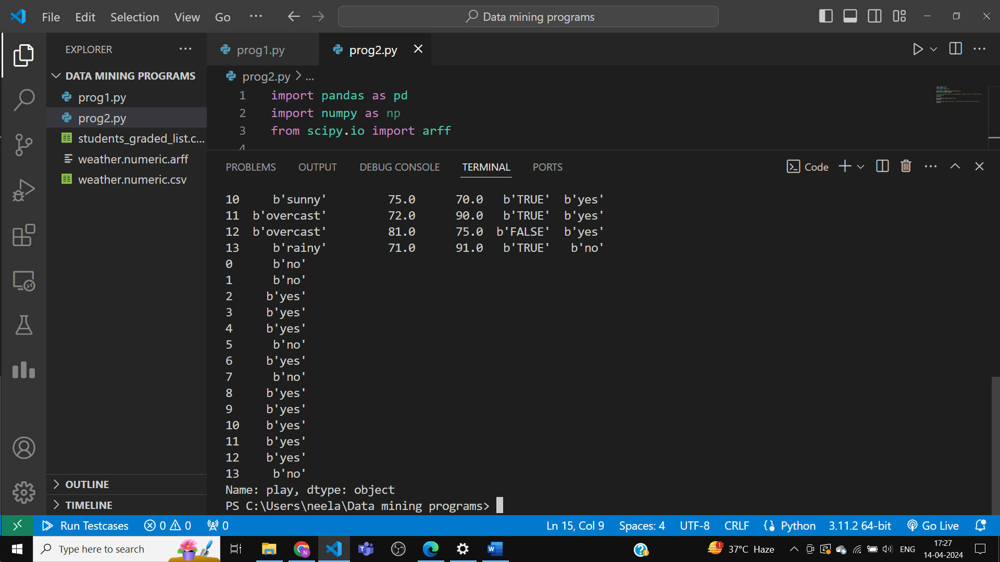 File Edit Selection View Go ... Data mining programs
EXPLORER ...
DATA MINING PROGRAMS
prog1.py
prog2.py
students_graded_list.c...
weather.numeric.arff
weather.numeric.csv
OUTLINE
TIMELINE
prog1.py prog2.py
prog2.py > ...
1 import pandas as pd
2 import numpy as np
3 from scipy.io import arff
4
PROBLEMS OUTPUT DEBUG CONSOLE TERMINAL PORTS Code
10 b'sunny' 75.0 70.0 b'TRUE' b'yes'
11 b'overcast' 72.0 90.0 b'TRUE' b'yes'
12 b'overcast' 81.0 75.0 b'FALSE' b'yes'
13 b'rainy' 71.0 91.0 b'TRUE' b'no'
0 b'no'
1 b'no'
2 b'yes'
3 b'yes'
4 b'yes'
5 b'no'
6 b'yes'
7 b'no'
8 b'yes'
9 b'yes'
10 b'yes'
11 b'yes'
12 b'yes'
13 b'no'
Name: play, dtype: object
PS C:\Users\neela\Data mining programs>
Run Testcases 0 0 0 Ln 15, Col 9 Spaces: 4 UTF-8 CRLF Python 3.11.2 64-bit Go Live
Type here to search 37°C Haze ENG 17:27
14-04-2024